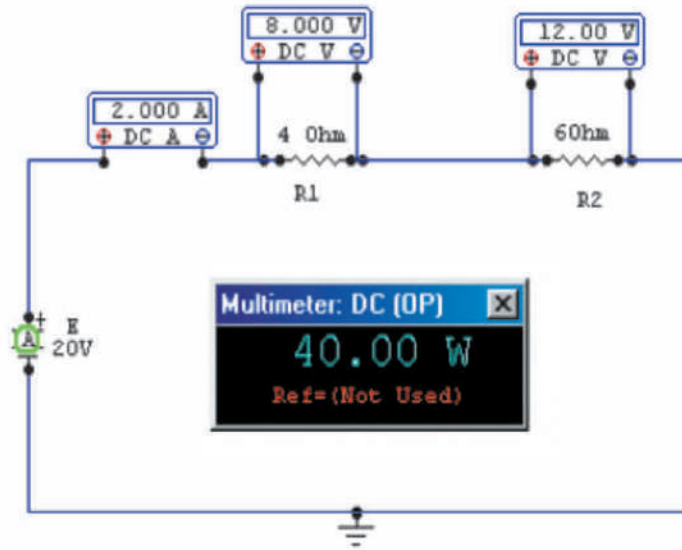 8.000 V
DC V
12.00 V
DC V
2.000 A
DC A
4 Ohm
R1
6Ohm
R2
+
E
20V
A
Multimeter: DC (OP)
40.00 W
Ref=(Not Used)